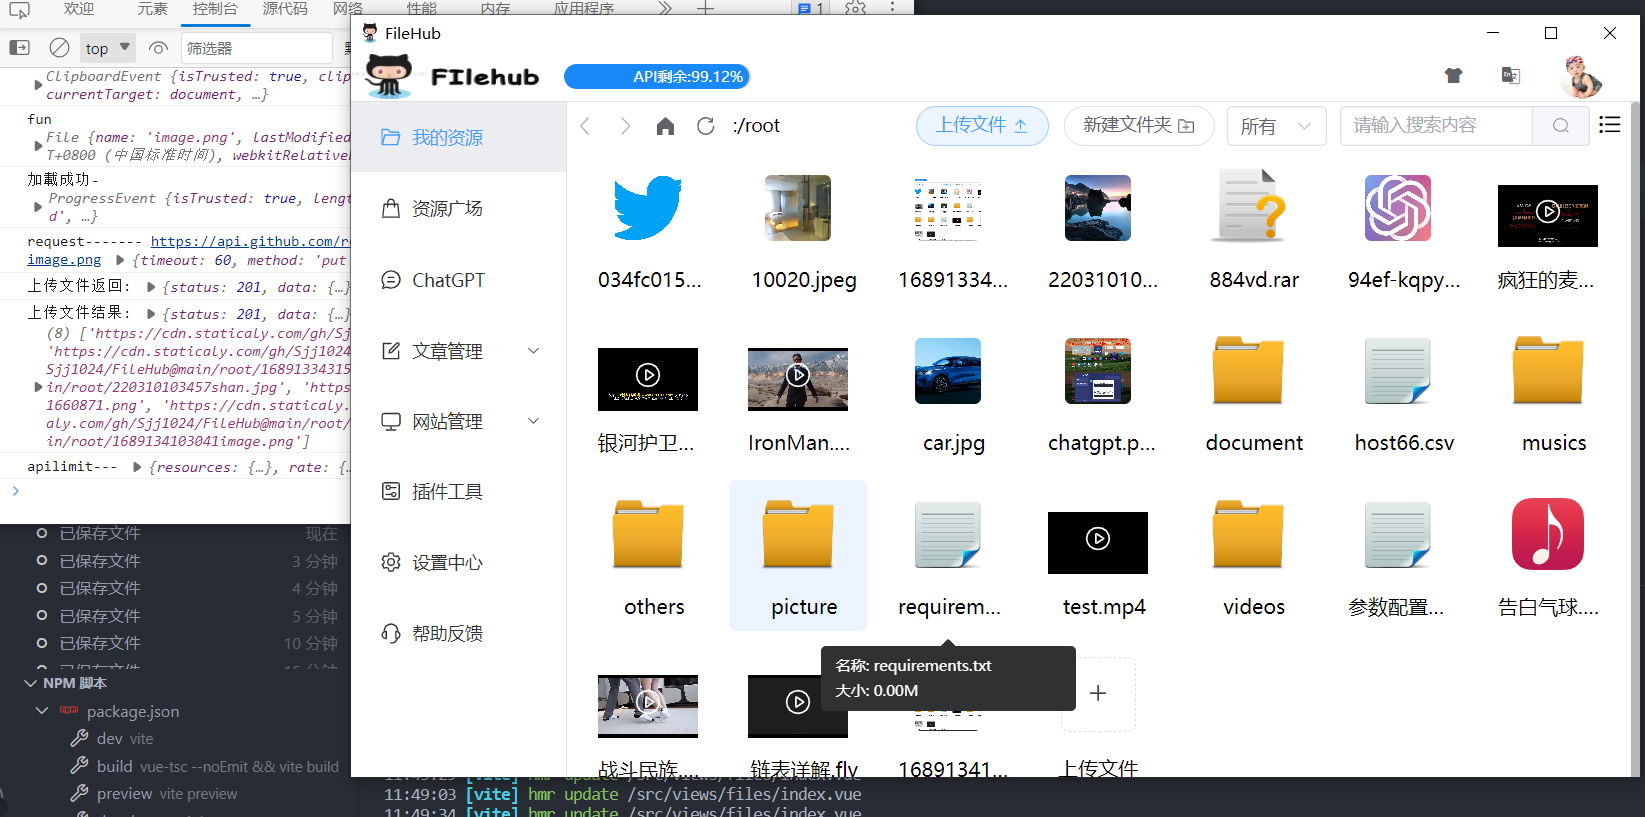 欢迎 元素 控制台 源代码 网络 性能 内存 应用程序 1
top 筛选器
ClipboardEvent {isTrusted: true, clip
currentTarget: document, …}
fun
File {name: 'image.png', lastModified
T+0800 (中国标准时间), webkitRelative
加载成功-
ProgressEvent {isTrusted: true, leng
d', …}
request------- https://api.github.com/re
image.png {timeout: 60, method: 'put
上传文件返回: {status: 201, data: {…}
上传文件结果: {status: 201, data: {…}
(8) ['https://cdn.staticaly.com/gh/Sj
'https://cdn.staticaly.com/gh/Sjj1024
Sjj1024/FileHub@main/root/16891334315
in/root/220310103457shan.jpg', 'https
1660871.png', 'https://cdn.staticaly.
aly.com/gh/Sjj1024/FileHub@main/root/
in/root/1689134103041image.png']
apilimit--- {resources: {…}, rate: {…
已保存文件 现在
已保存文件 3 分钟
已保存文件 4 分钟
已保存文件 5 分钟
已保存文件 10 分钟
已保存文件 15 分钟
NPM 脚本
package.json
dev vite
build vue-tsc --noEmit && vite build
preview vite preview
FileHub
FIlehub API剩余:99.12%
我的资源
资源广场
ChatGPT
文章管理
网站管理
插件工具
设置中心
帮助反馈
:/root 上传文件 新建文件夹 所有 请输入搜索内容
034fc015... 10020.jpeg 16891334... 22031010... 884vd.rar 94ef-kqpy... 疯狂的麦...
银河护卫... IronMan.... car.jpg chatgpt.p... document host66.csv musics
others picture requirem... test.mp4 videos 参数配置... 告白气球....
名称: requirements.txt
大小: 0.00M
战斗民族.... 链表详解.flv 16891341... 上传文件
11:49:03 [vite] hmr update /src/views/files/index.vue
11:49:34 [vite] hmr update /src/views/files/index.vue